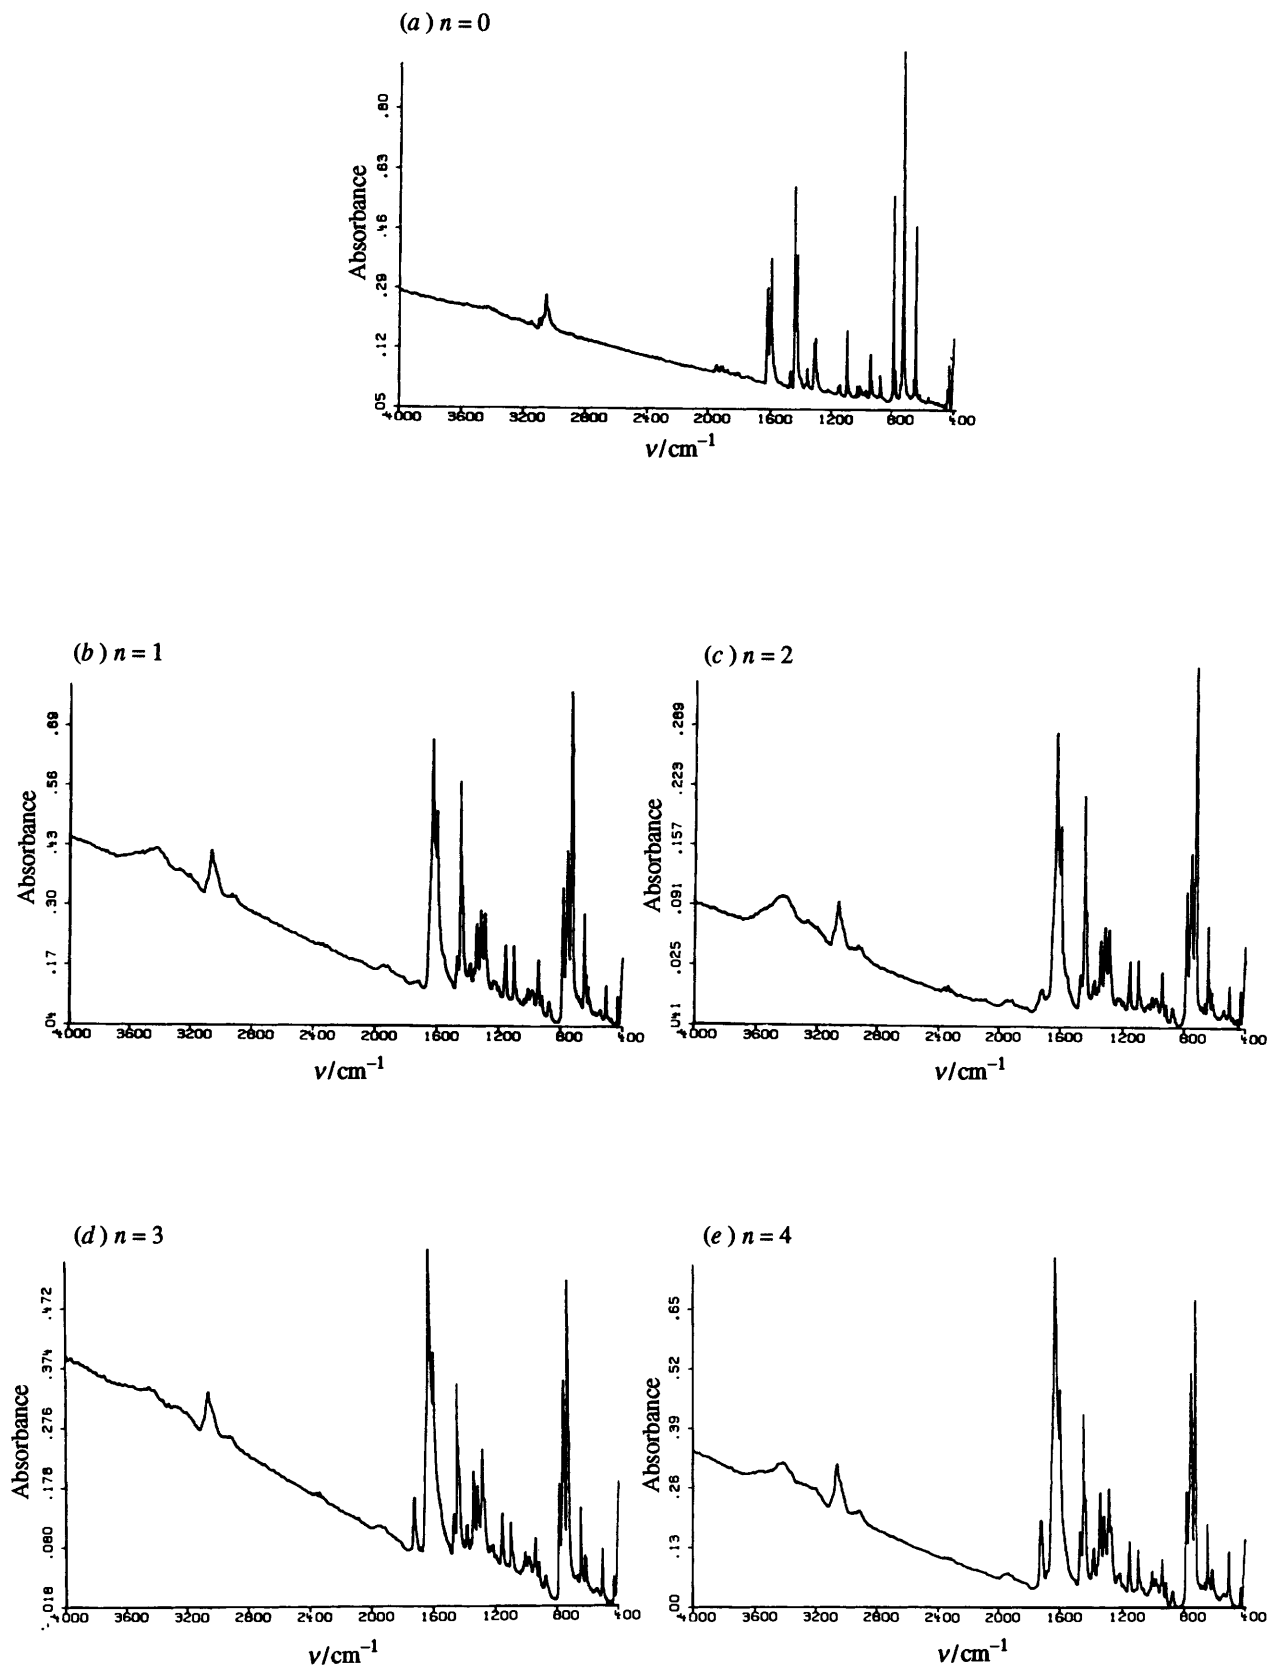 (a) n = 0
.80
.63
.46
.29
.12
.05
Absorbance
4000 3600 3200 2800 2400 2000 1600 1200 800 400
ν/cm⁻¹
(b) n = 1
.69
.56
.43
.30
.17
.04
Absorbance
4000 3600 3200 2800 2400 2000 1600 1200 800 400
ν/cm⁻¹
(c) n = 2
.289
.223
.157
.091
.025
.041
Absorbance
4000 3600 3200 2800 2400 2000 1600 1200 800 400
ν/cm⁻¹
(d) n = 3
.472
.374
.276
.178
.080
-.018
Absorbance
4000 3600 3200 2800 2400 2000 1600 1200 800 400
ν/cm⁻¹
(e) n = 4
.65
.52
.39
.26
.13
.00
Absorbance
4000 3600 3200 2800 2400 2000 1600 1200 800 400
ν/cm⁻¹